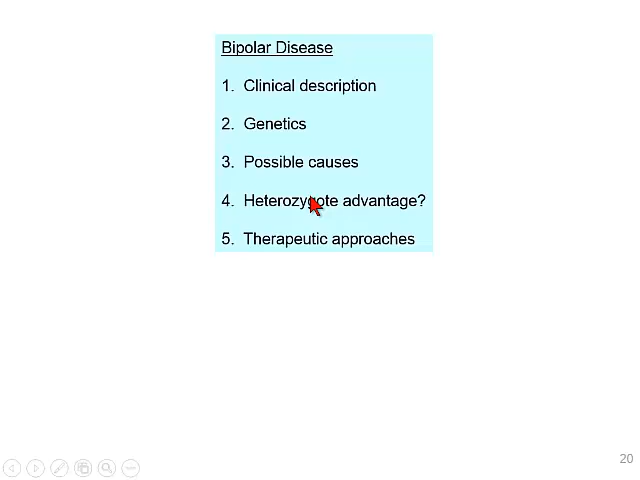 Bipolar Disease
1. Clinical description
2. Genetics
3. Possible causes
4. Heterozygote advantage?
5. Therapeutic approaches
20